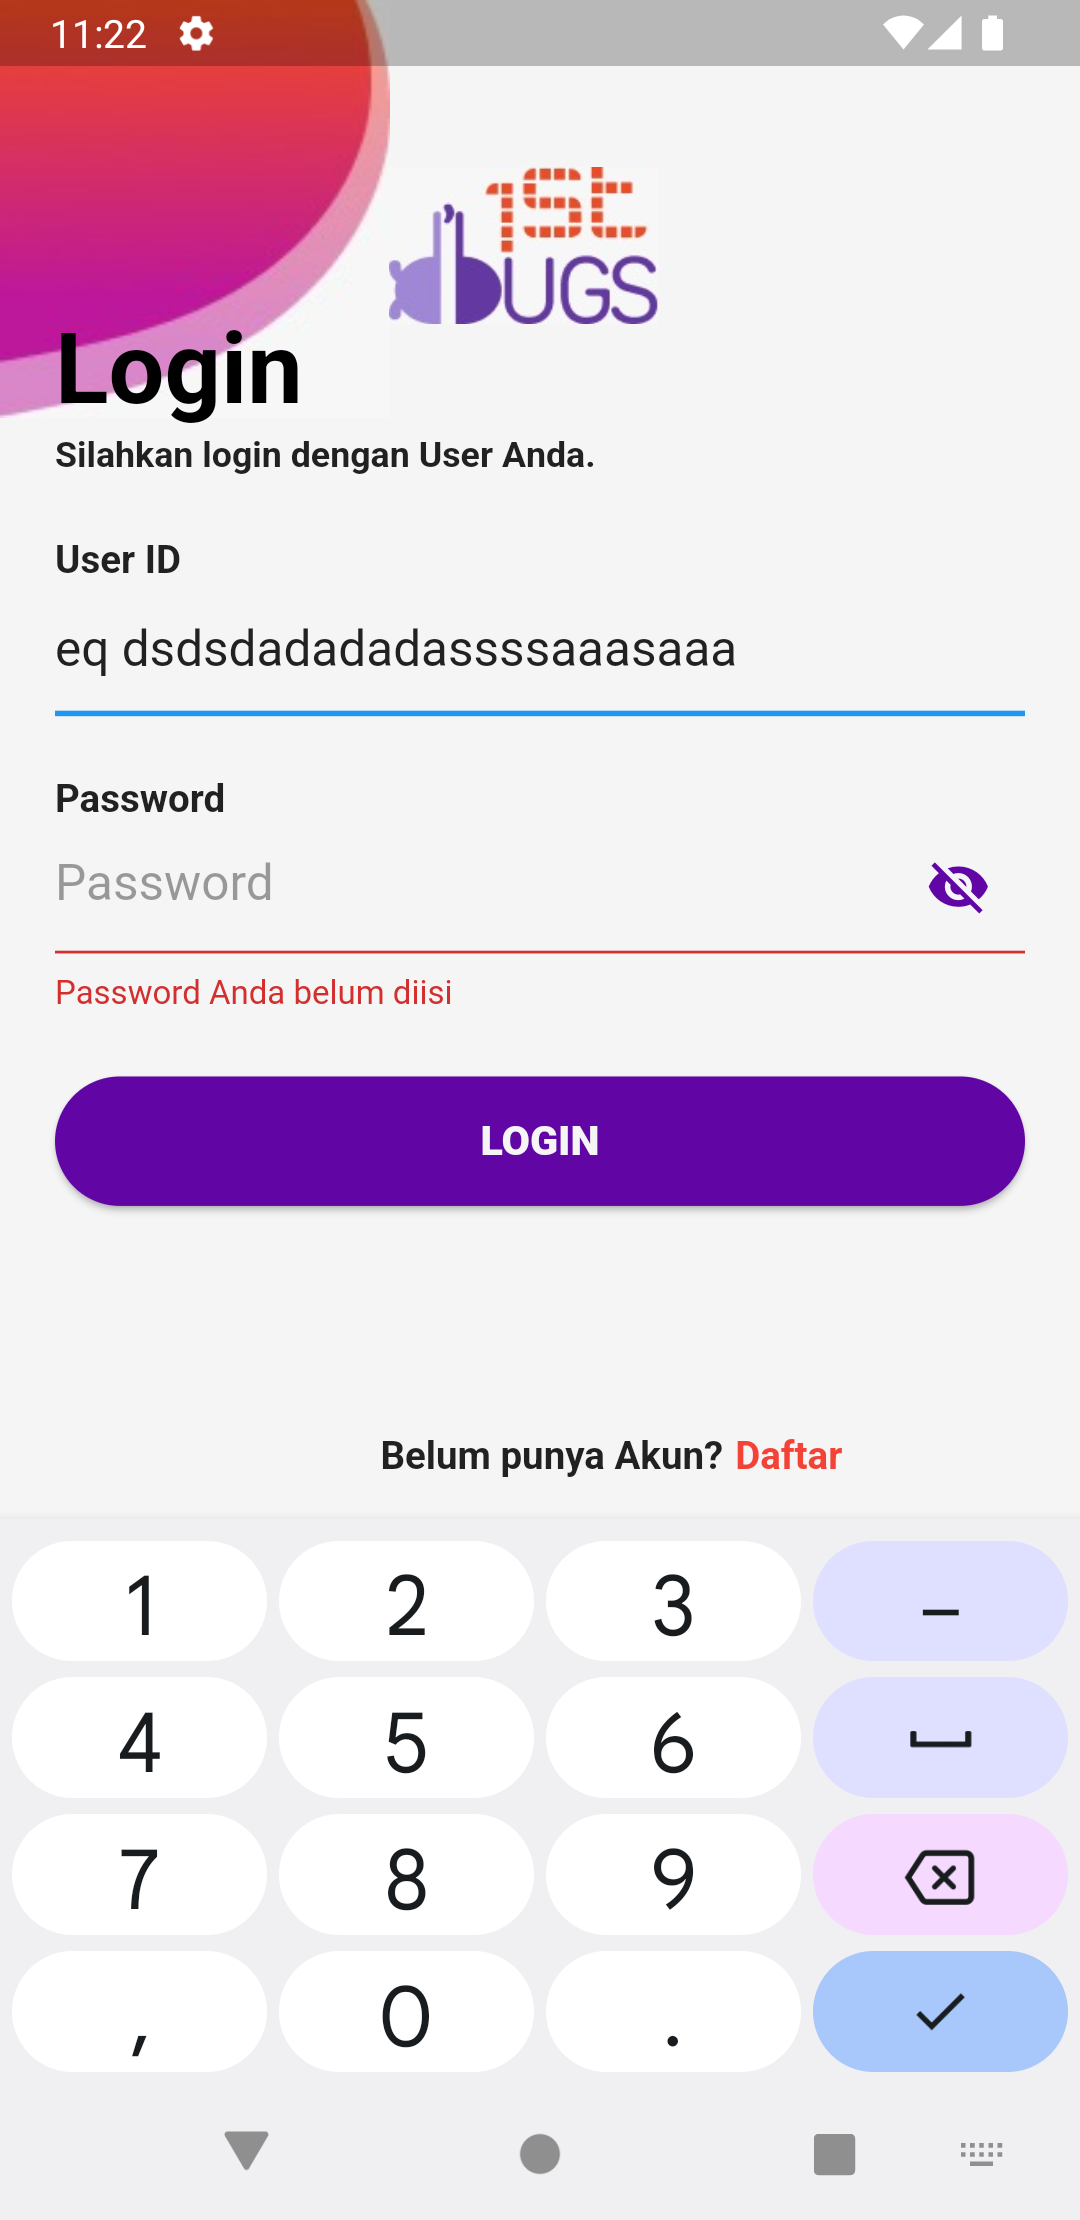 11:22
1St
d'bUGS
Login
Silahkan login dengan User Anda.
User ID
eq dsdsdadadadassssaaasaaa
Password
Password
Password Anda belum diisi
LOGIN
Belum punya Akun? Daftar
1 2 3 –
4 5 6
7 8 9
, 0 .